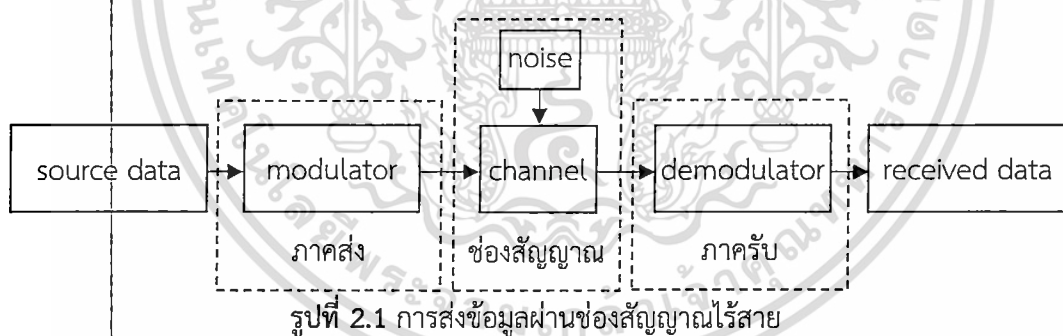 noise
source data modulator channel demodulator received data
ภาคส่ง ช่องสัญญาณ ภาครับ
รูปที่ 2.1 การส่งข้อมูลผ่านช่องสัญญาณไร้สาย